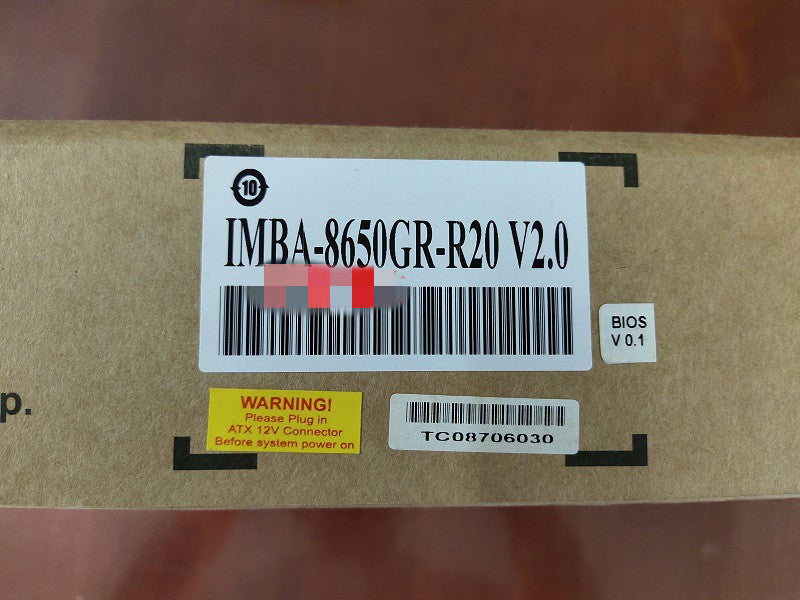 10
IMBA-8650GR-R20 V2.0
BIOS
V 0.1
p.
WARNING!
Please Plug in
ATX 12V Connector
Before system power on
TC08706030